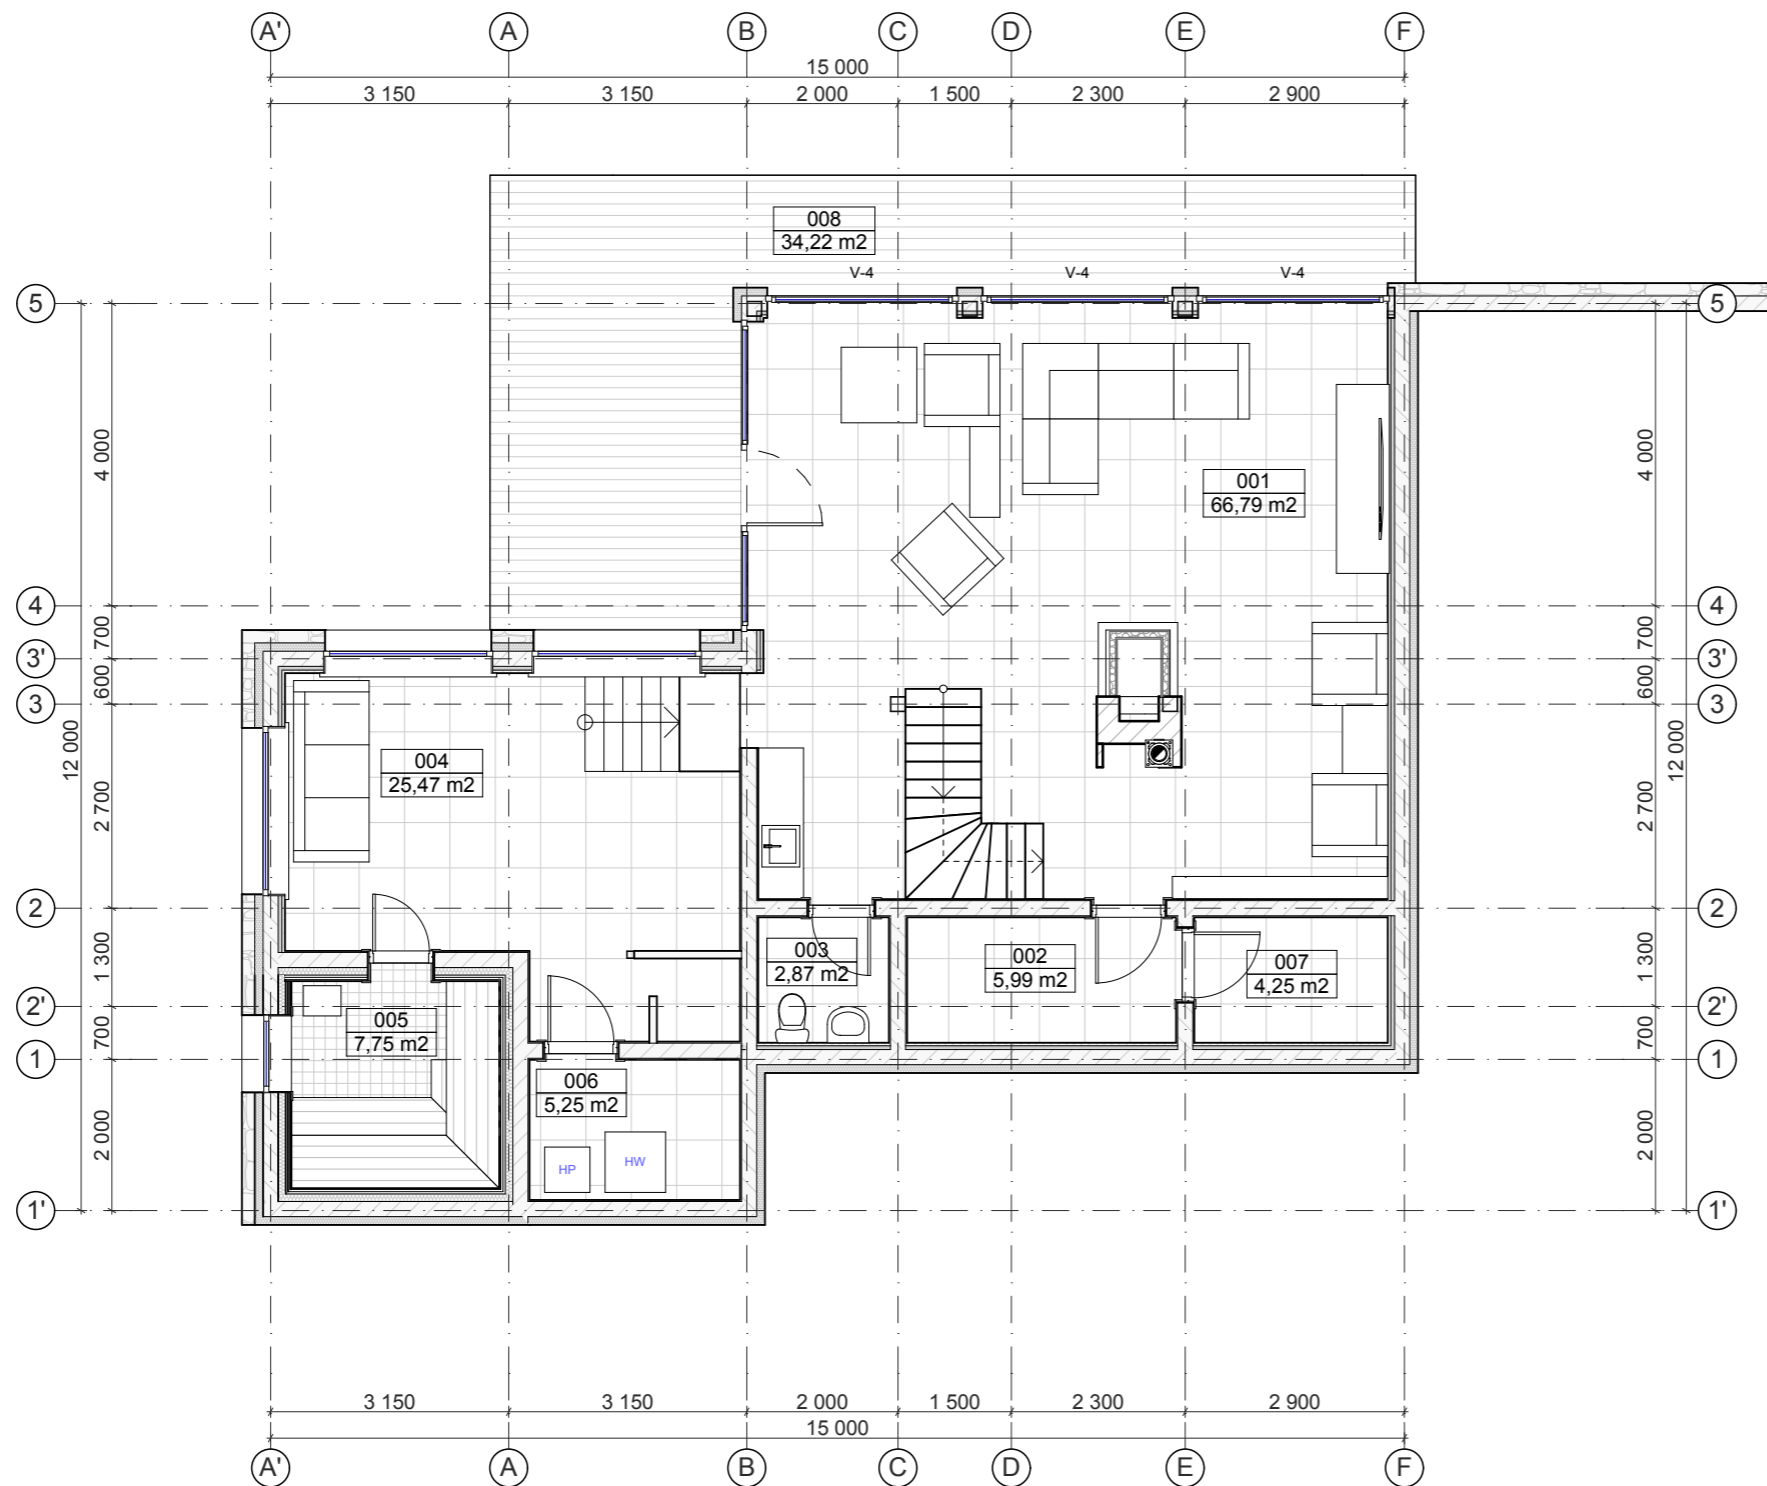 A' A B C D E F
15 000
3 150 3 150 2 000 1 500 2 300 2 900
008
34,22 m2
V-4 V-4 V-4
5 5
4 000 4 000
001
66,79 m2
4 4
700 700
3' 3'
600 600
3 3
12 000 12 000
004
25,47 m2
2 700 2 700
2 2
003
2,87 m2
002
5,99 m2
007
4,25 m2
1 300 1 300
2' 2'
005
7,75 m2
700 700
1 1
006
5,25 m2
2 000 2 000
HP HW
1' 1'
3 150 3 150 2 000 1 500 2 300 2 900
15 000
A' A B C D E F